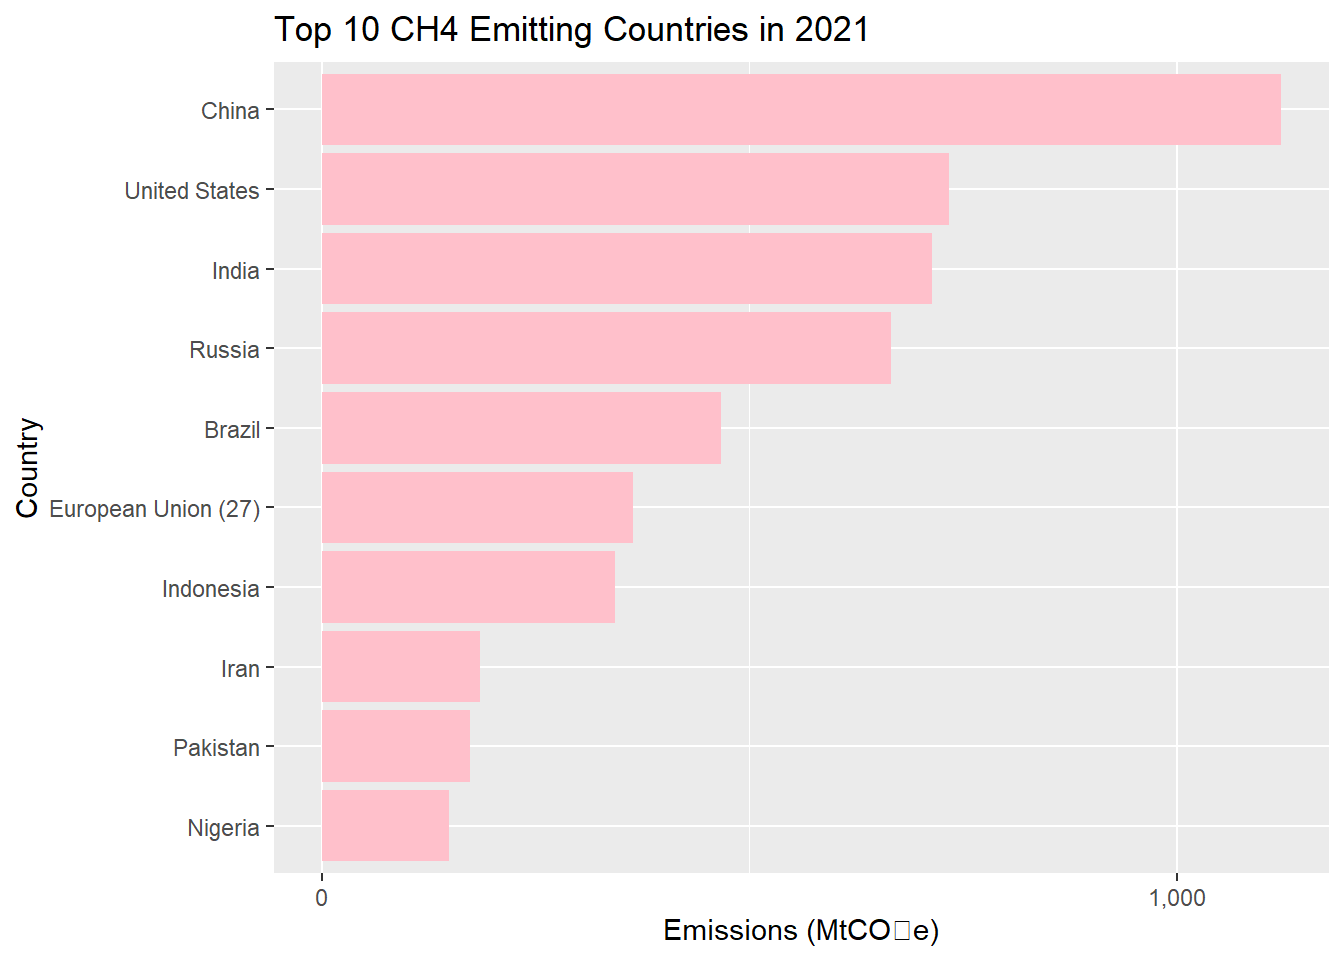 Top 10 CH4 Emitting Countries in 2021
China
United States
India
Russia
Brazil
European Union (27)
Indonesia
Iran
Pakistan
Nigeria
Country
0
1,000
Emissions (MtCO□e)